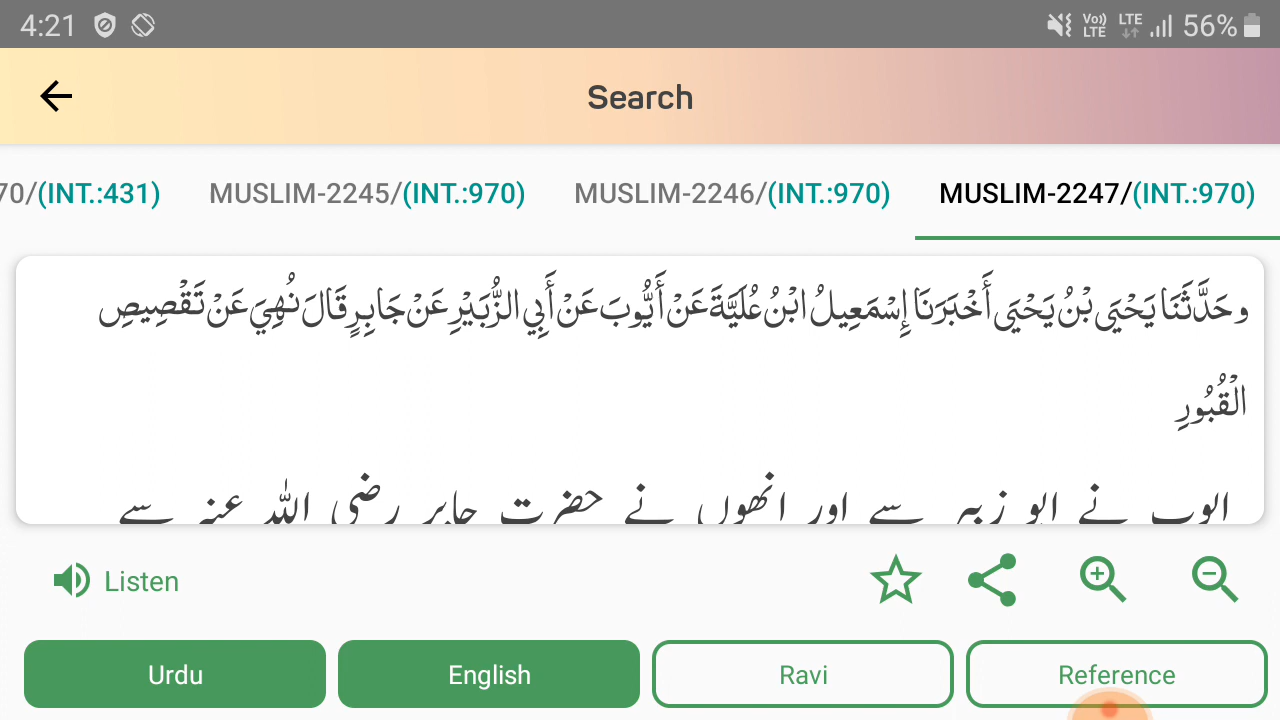 4:21 Vo)) LTE LTE 56%
Search
70/(INT.:431) MUSLIM-2245/(INT.:970) MUSLIM-2246/(INT.:970) MUSLIM-2247/(INT.:970)
و حَدَّثَنَا يَحْيَى بْنُ يَحْيَى أَخْبَرَنَا إِسْمَعِيلُ ابْنُ عُلَيَّةَ عَنْ أَيُّوبَ عَنْ أَبِي الزُّبَيْرِ عَنْ جَابِرٍ قَالَ نُهِيَ عَنْ تَقْصِيصِ
الْقُبُورِ
ایوب نے ابو زبیر سے اور انھوں نے حضرت جابر رضی اللہ عنہ سے
Listen
Urdu English Ravi Reference